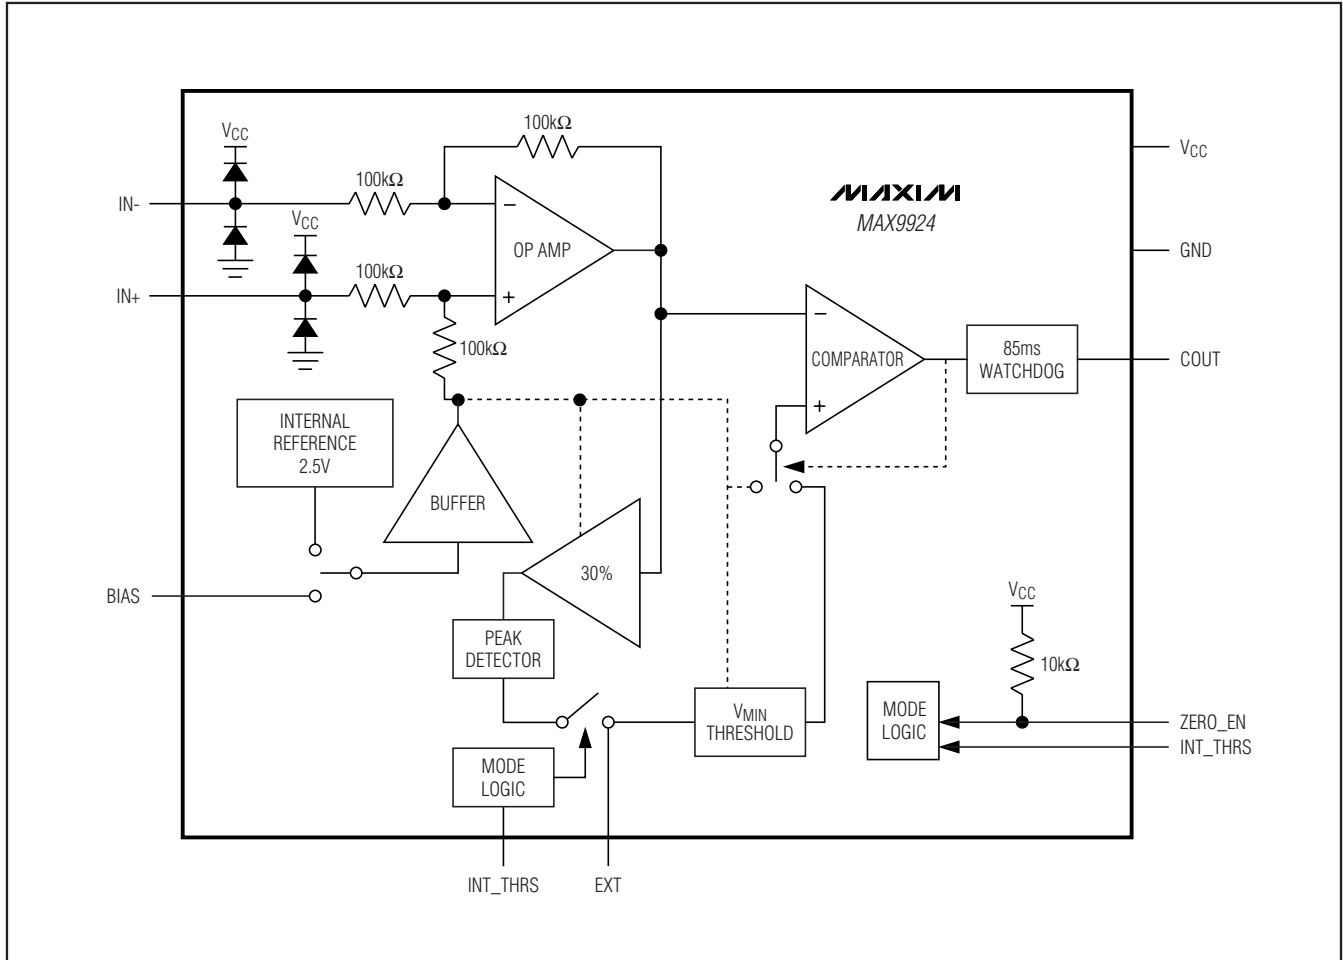 100kΩ
VCC
VCC
100kΩ
MAXIM
MAX9924
IN-
VCC
−
GND
OP AMP
100kΩ
IN+
+
−
100kΩ
COMPARATOR
85ms
WATCHDOG
COUT
+
INTERNAL
REFERENCE
2.5V
BUFFER
30%
BIAS
VCC
PEAK
DETECTOR
10kΩ
VMIN
THRESHOLD
MODE
LOGIC
ZERO_EN
INT_THRS
MODE
LOGIC
INT_THRS
EXT